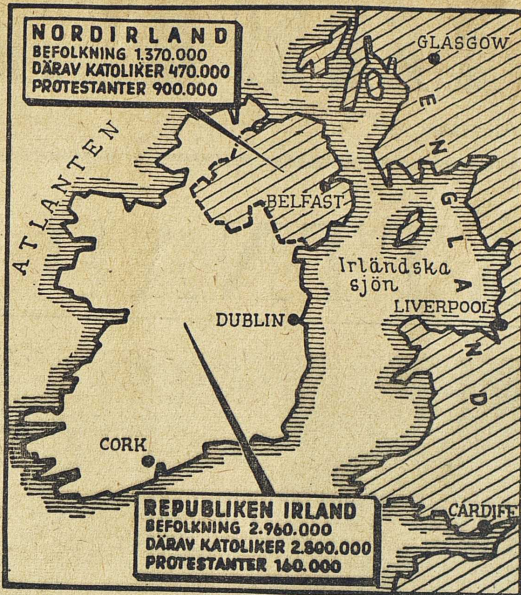 NORDIRLAND
BEFOLKNING 1.370.000
DÄRAV KATOLIKER 470.000
PROTESTANTER 900.000
GLASGOW
ENGLAND
ATLANTEN
BELFAST
Irländska
sjön
LIVERPOOL
DUBLIN
CORK
REPUBLIKEN IRLAND
BEFOLKNING 2.960.000
DÄRAV KATOLIKER 2.800.000
PROTESTANTER 160.000
CARDIFF